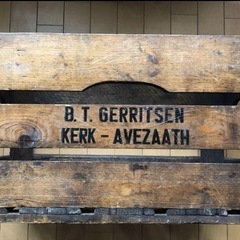 B.T. GERRITSEN
KERK - AVEZAATH